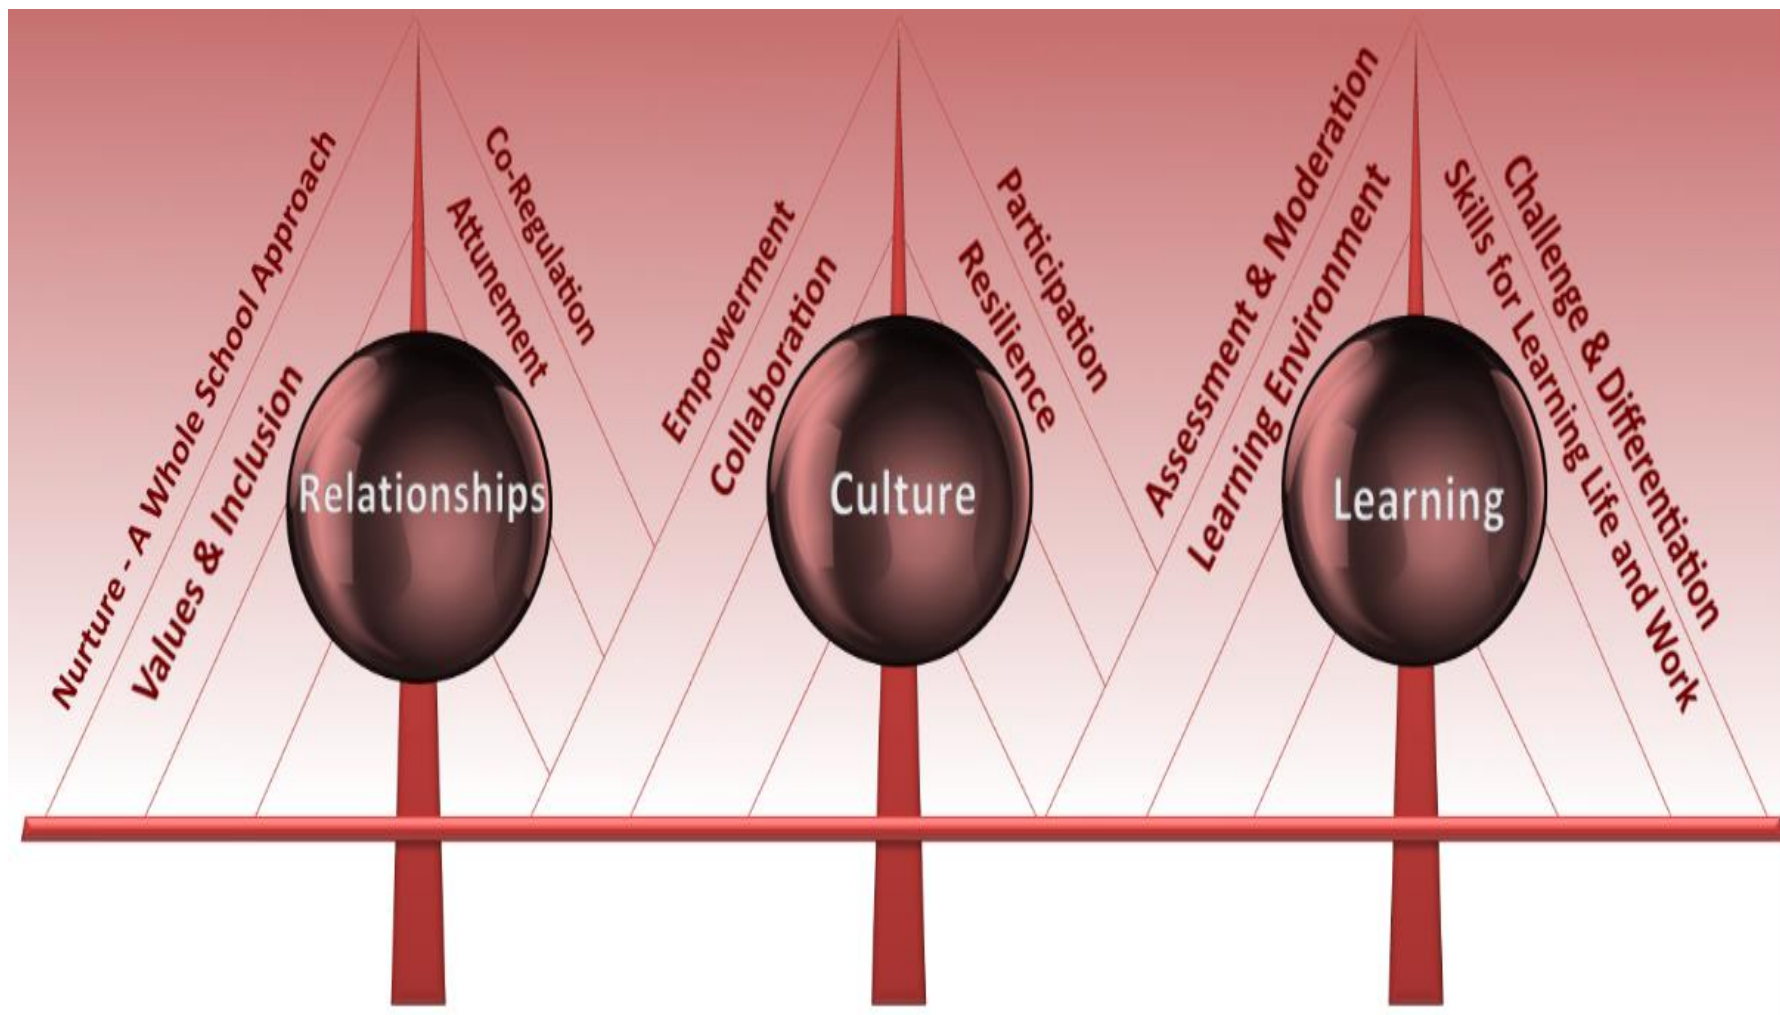 Nurture - A Whole School Approach
Values & Inclusion
Relationships
Attunement
Co-Regulation
Empowerment
Collaboration
Culture
Resilience
Participation
Assessment & Moderation
Learning Environment
Learning
Skills for Learning Life and Work
Challenge & Differentiation